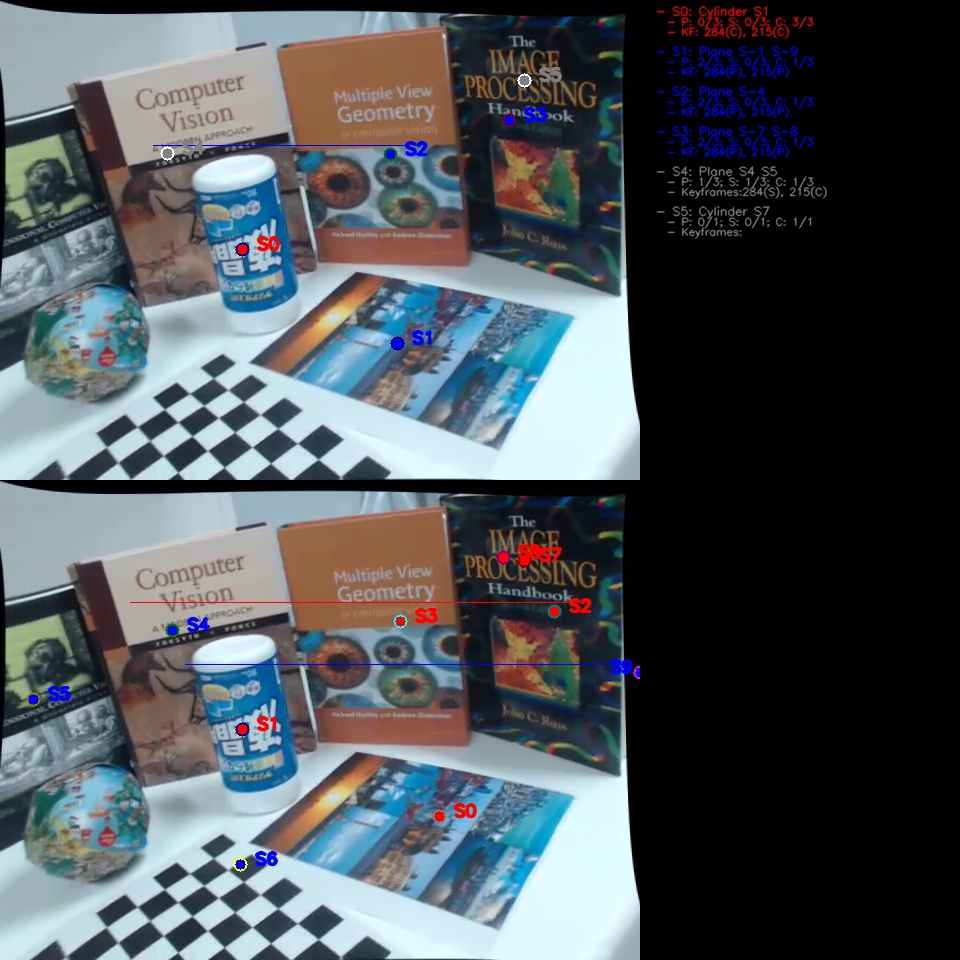 S0: Cylinder S1
P: 0/3; S: 0/3; C: 3/3
KF: 284(C), 215(C)
S1: Plane S-1 S-9
P: 2/3; S: 0/3; C: 1/3
KF: 284(P), 215(P)
S2: Plane S-4
P: 2/3; S: 0/3; C: 1/3
KF: 284(P), 215(P)
S3: Plane S-7 S-8
P: 2/3; S: 0/3; C: 1/3
KF: 284(P), 215(P)
S4: Plane S4 S5
P: 1/3; S: 1/3; C: 1/3
Keyframes:284(S), 215(C)
S5: Cylinder S7
P: 0/1; S: 0/1; C: 1/1
Keyframes:
The
IMAGE
PROCESSING
Handbook
S5
S3
John C. Russ
Computer
Vision
FORSYTH PONCE
Multiple View
Geometry
in computer vision
Richard Hartley and Andrew Zisserman
S2
S0
S1
The
IMAGE
PROCESSING
Handbook
S7
S2
John C. Russ
Computer
Vision
A MODERN APPROACH
FORSYTH PONCE
Multiple View
Geometry
in computer vision
Richard Hartley and Andrew Zisserman
S3
S4
S9
S5
S1
S0
S6